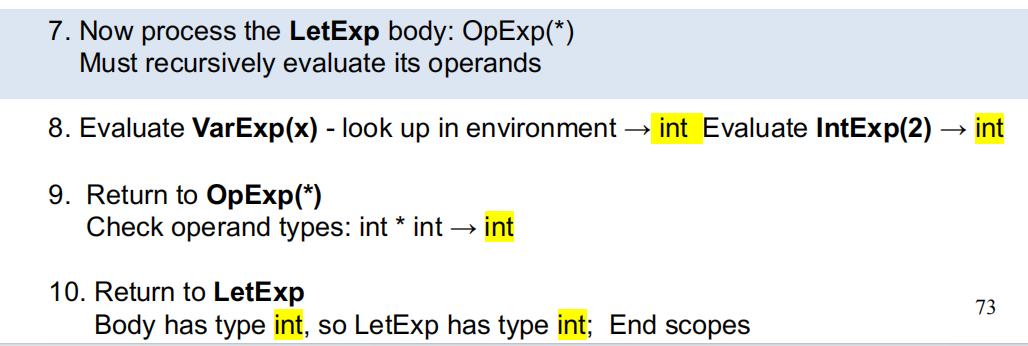 7. Now process the LetExp body: OpExp(*)
Must recursively evaluate its operands
8. Evaluate VarExp(x) - look up in environment → int Evaluate IntExp(2) → int
9. Return to OpExp(*)
Check operand types: int * int → int
10. Return to LetExp
Body has type int, so LetExp has type int; End scopes
73